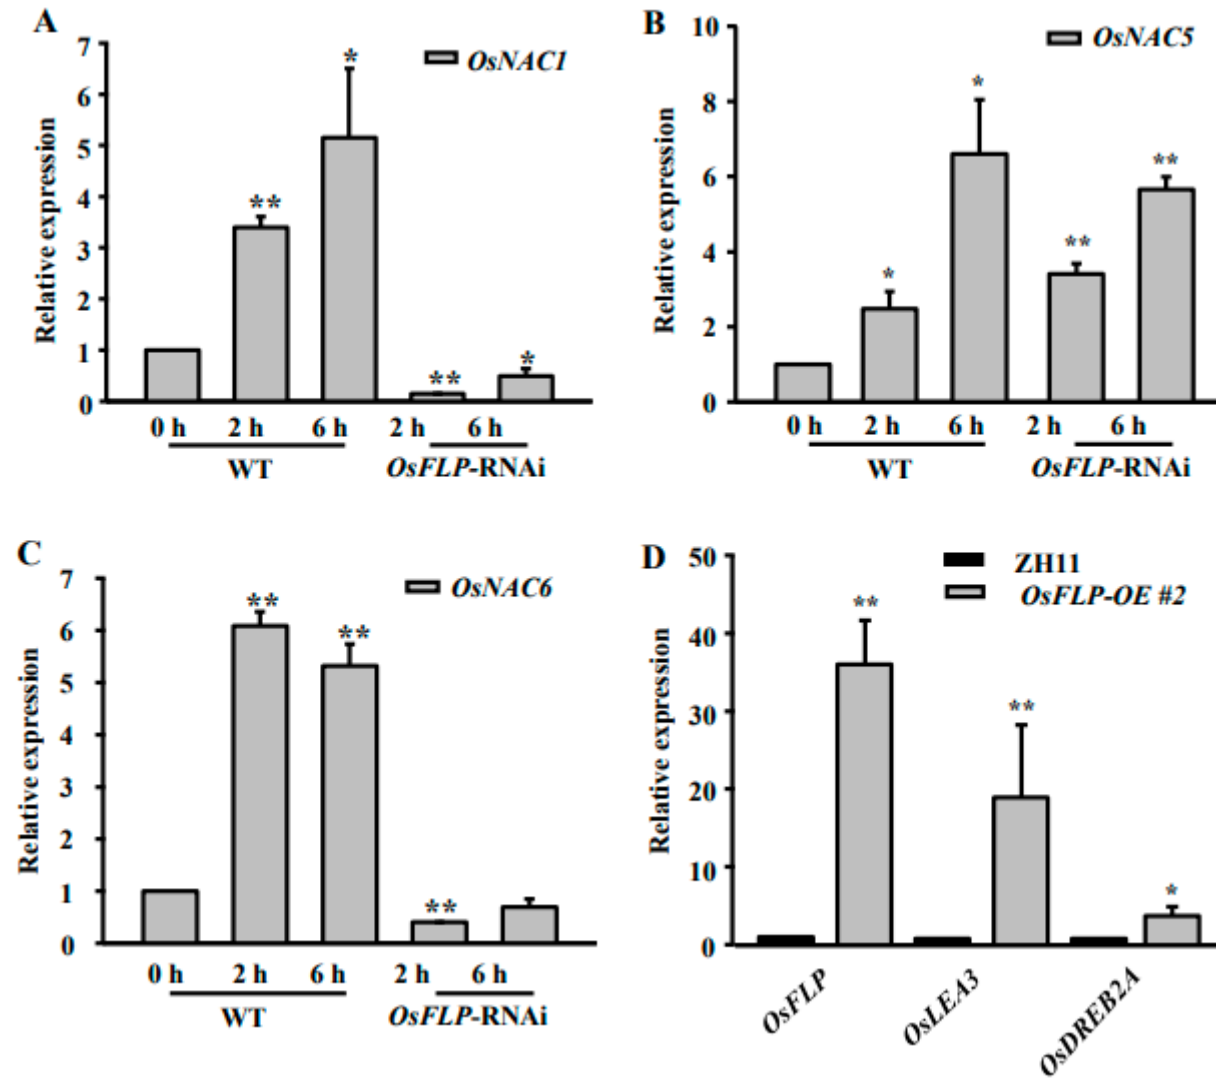 A
OsNAC1
Relative expression
7
6
5
4
3
2
1
0
**
*
**
*
0 h 2 h 6 h 2 h 6 h
WT OsFLP-RNAi
B
OsNAC5
Relative expression
10
8
6
4
2
0
*
*
**
**
0 h 2 h 6 h 2 h 6 h
WT OsFLP-RNAi
C
OsNAC6
Relative expression
7
6
5
4
3
2
1
0
**
**
**
0 h 2 h 6 h 2 h 6 h
WT OsFLP-RNAi
D
ZH11
OsFLP-OE #2
Relative expression
50
40
30
20
10
0
**
**
*
OsFLP
OsLEA3
OsDREB2A